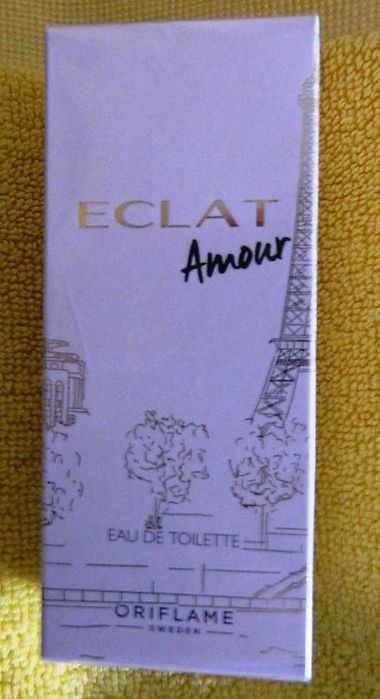 ECLAT
Amour
EAU DE TOILETTE
ORIFLAME
SWEDEN